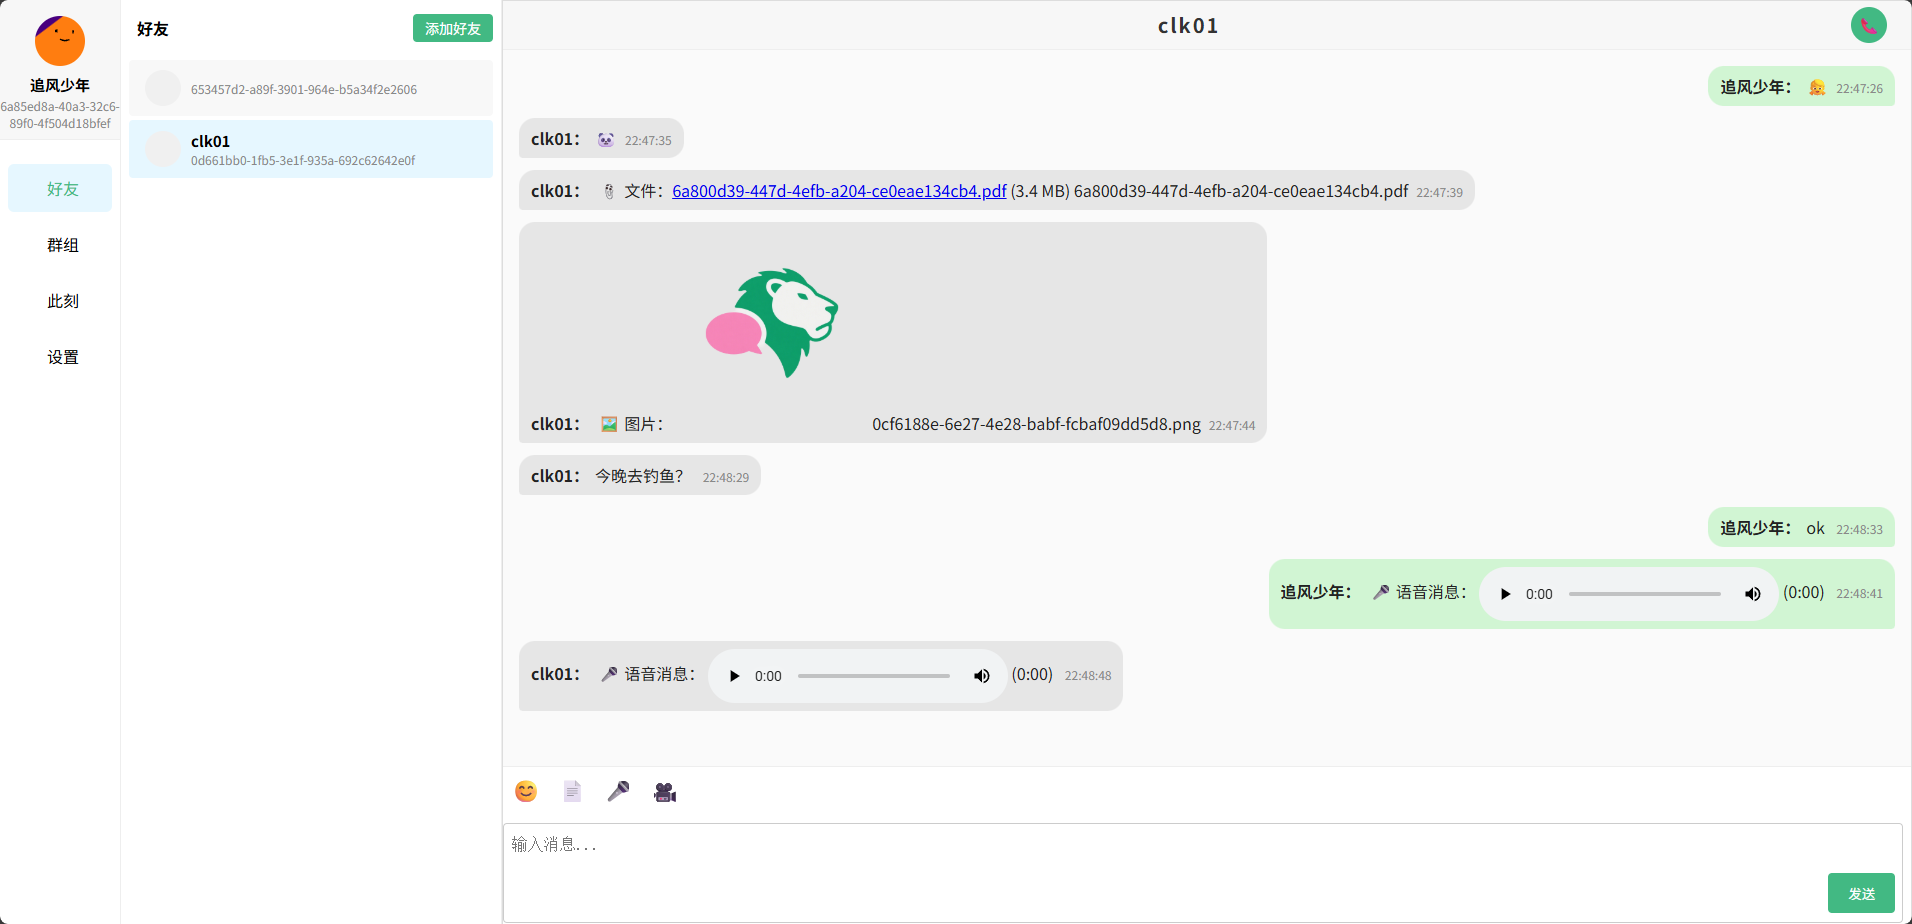 追风少年
6a85ed8a-40a3-32c6-
89f0-4f504d18bfef
好友
群组
此刻
设置
好友
添加好友
653457d2-a89f-3901-964e-b5a34f2e2606
clk01
0d661bb0-1fb5-3e1f-935a-692c62642e0f
clk01
追风少年： 👱‍♀️ 22:47:26
clk01： 🐼 22:47:35
clk01： 📎 文件：6a800d39-447d-4efb-a204-ce0eae134cb4.pdf (3.4 MB) 6a800d39-447d-4efb-a204-ce0eae134cb4.pdf 22:47:39
clk01： 🖼️ 图片： 0cf6188e-6e27-4e28-babf-fcbaf09dd5d8.png 22:47:44
clk01： 今晚去钓鱼？ 22:48:29
追风少年： ok 22:48:33
追风少年： 🎤 语音消息： 0:00 (0:00) 22:48:41
clk01： 🎤 语音消息： 0:00 (0:00) 22:48:48
输入消息...
发送